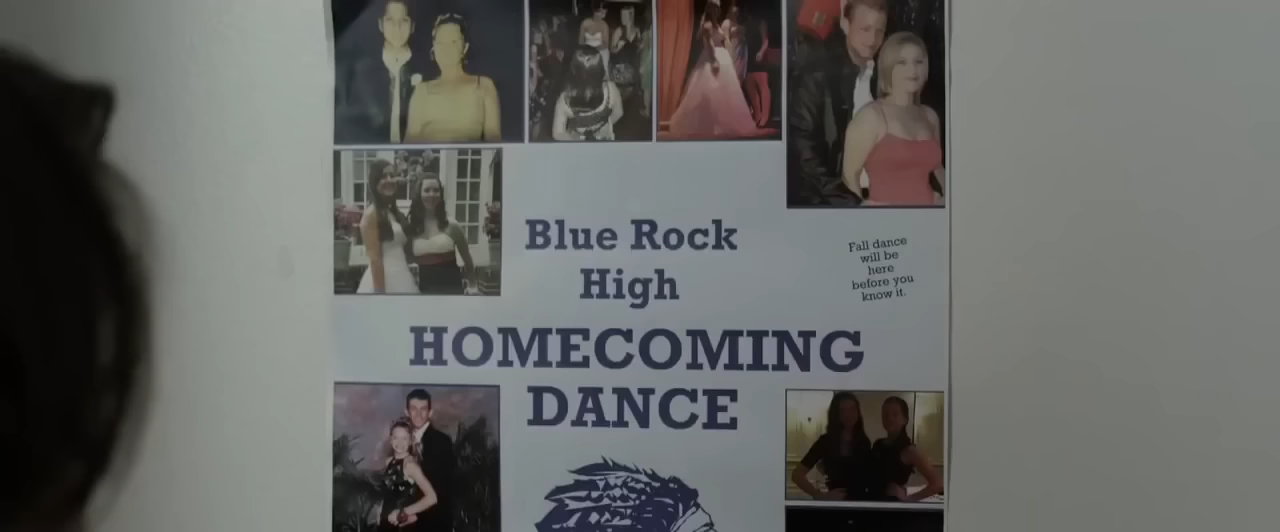 Blue Rock
High
HOMECOMING
DANCE
Fall dance
will be
here
before you
know it.